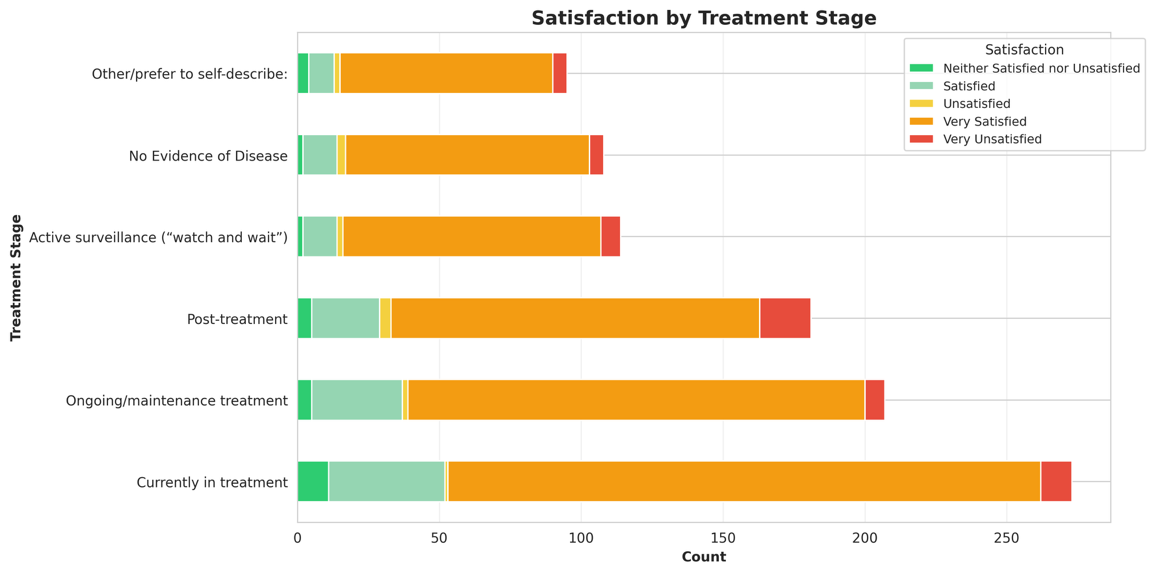 Satisfaction by Treatment Stage
Satisfaction
Neither Satisfied nor Unsatisfied
Satisfied
Unsatisfied
Very Satisfied
Very Unsatisfied
Treatment Stage
Other/prefer to self-describe:
No Evidence of Disease
Active surveillance (“watch and wait”)
Post-treatment
Ongoing/maintenance treatment
Currently in treatment
0 50 100 150 200 250
Count